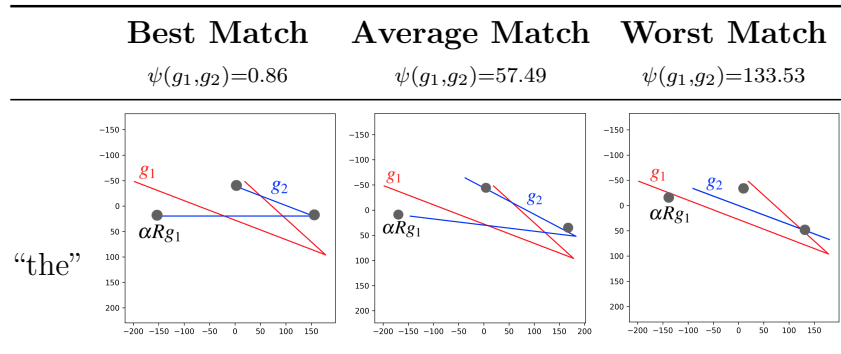 Best Match Average Match Worst Match
ψ(g₁,g₂)=0.86 ψ(g₁,g₂)=57.49 ψ(g₁,g₂)=133.53
−150 −150 −150
−100 −100 −100
−50 −50 −50
0 0 0
50 50 50
100 100 100
150 150 150
200 200 200
g₁ g₂ αRg₁
g₁ g₂ αRg₁
g₁ g₂ αRg₁
“the”
−200 −150 −100 −50 0 50 100 150
−200 −150 −100 −50 0 50 100 150 200
−200 −150 −100 −50 0 50 100 150